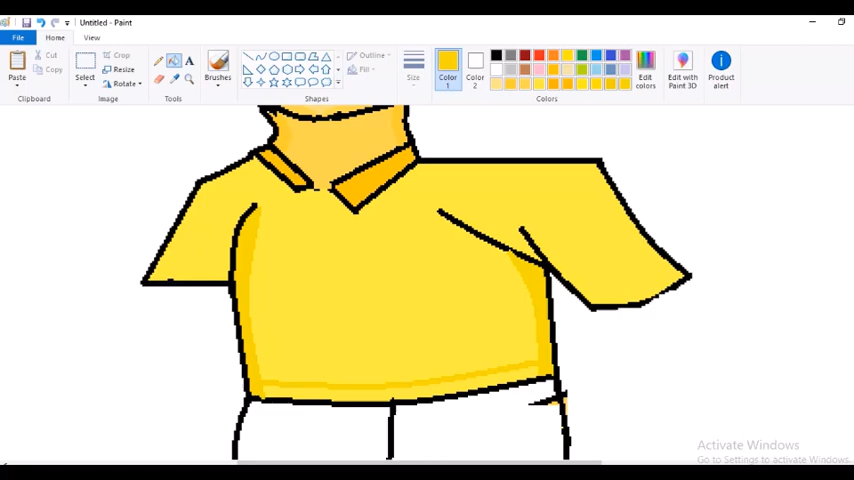 Untitled - Paint
File Home View
Paste
Cut
Copy
Clipboard
Select
Crop
Resize
Rotate
Image
A
Tools
Brushes
Outline
Fill
Shapes
Size
Color
1
Color
2
Edit
colors
Colors
Edit with
Paint 3D
Product
alert
Activate Windows
Go to Settings to activate Windows.